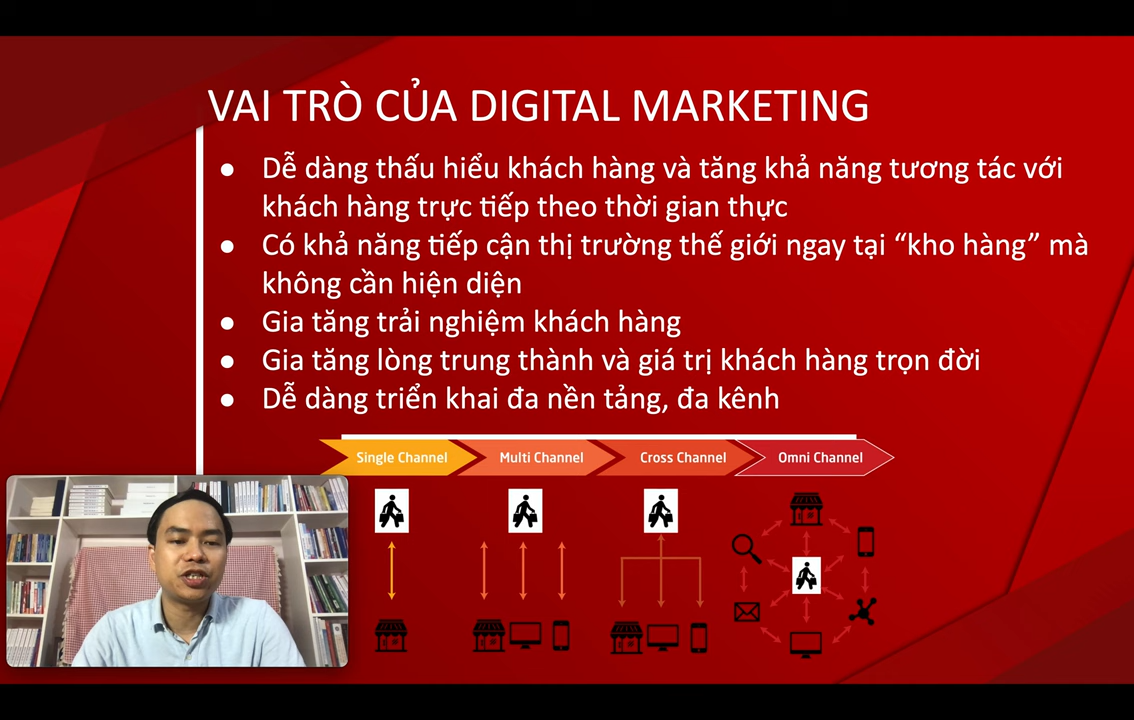 VAI TRÒ CỦA DIGITAL MARKETING
● Dễ dàng thấu hiểu khách hàng và tăng khả năng tương tác với
khách hàng trực tiếp theo thời gian thực
● Có khả năng tiếp cận thị trường thế giới ngay tại “kho hàng” mà
không cần hiện diện
● Gia tăng trải nghiệm khách hàng
● Gia tăng lòng trung thành và giá trị khách hàng trọn đời
● Dễ dàng triển khai đa nền tảng, đa kênh
Single Channel Multi Channel Cross Channel Omni Channel